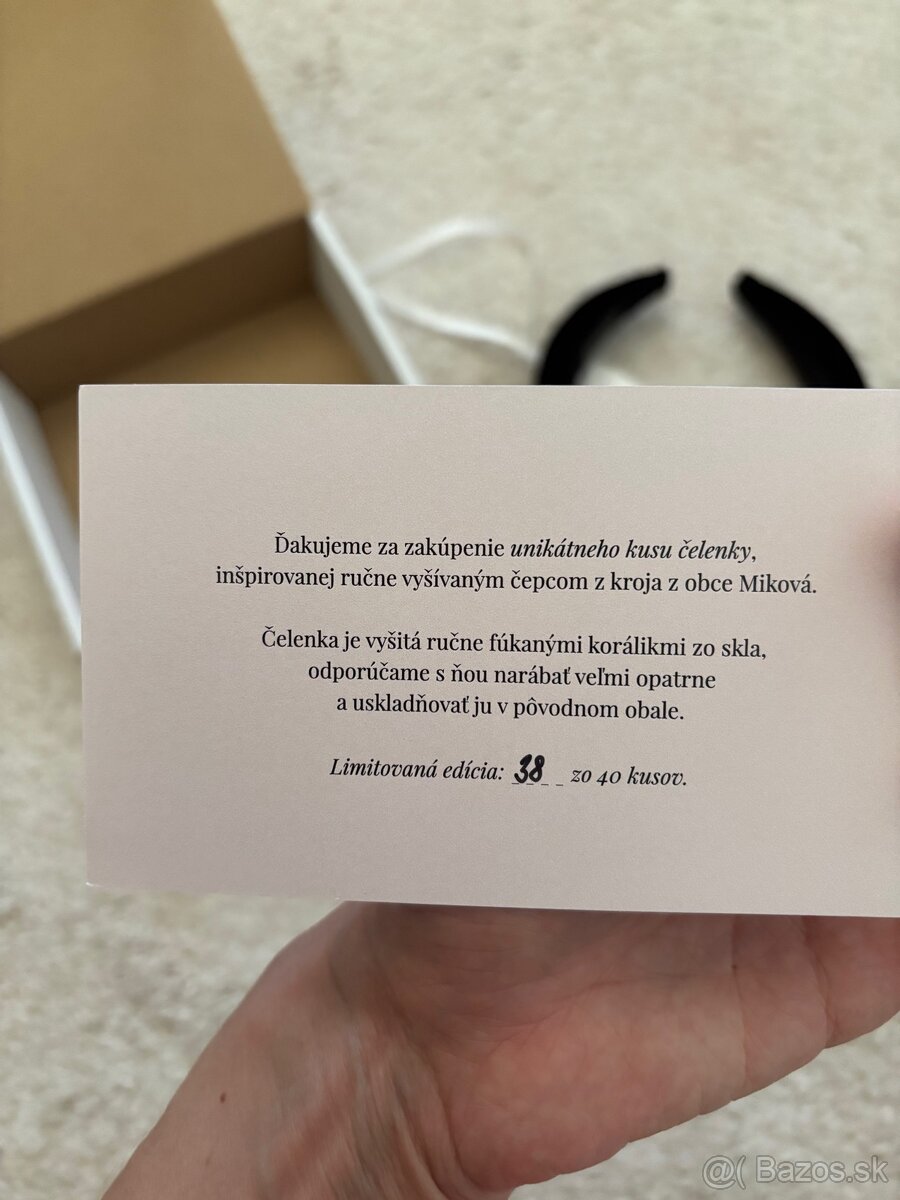 Ďakujeme za zakúpenie unikátneho kusu čelenky,
inšpirovanej ručne vyšívaným čepcom z kroja z obce Miková.
Čelenka je vyšitá ručne fúkanými korálikmi zo skla,
odporúčame s ňou narábať veľmi opatrne
a uskladňovať ju v pôvodnom obale.
Limitovaná edícia: 38 zo 40 kusov.
@( Bazos.sk